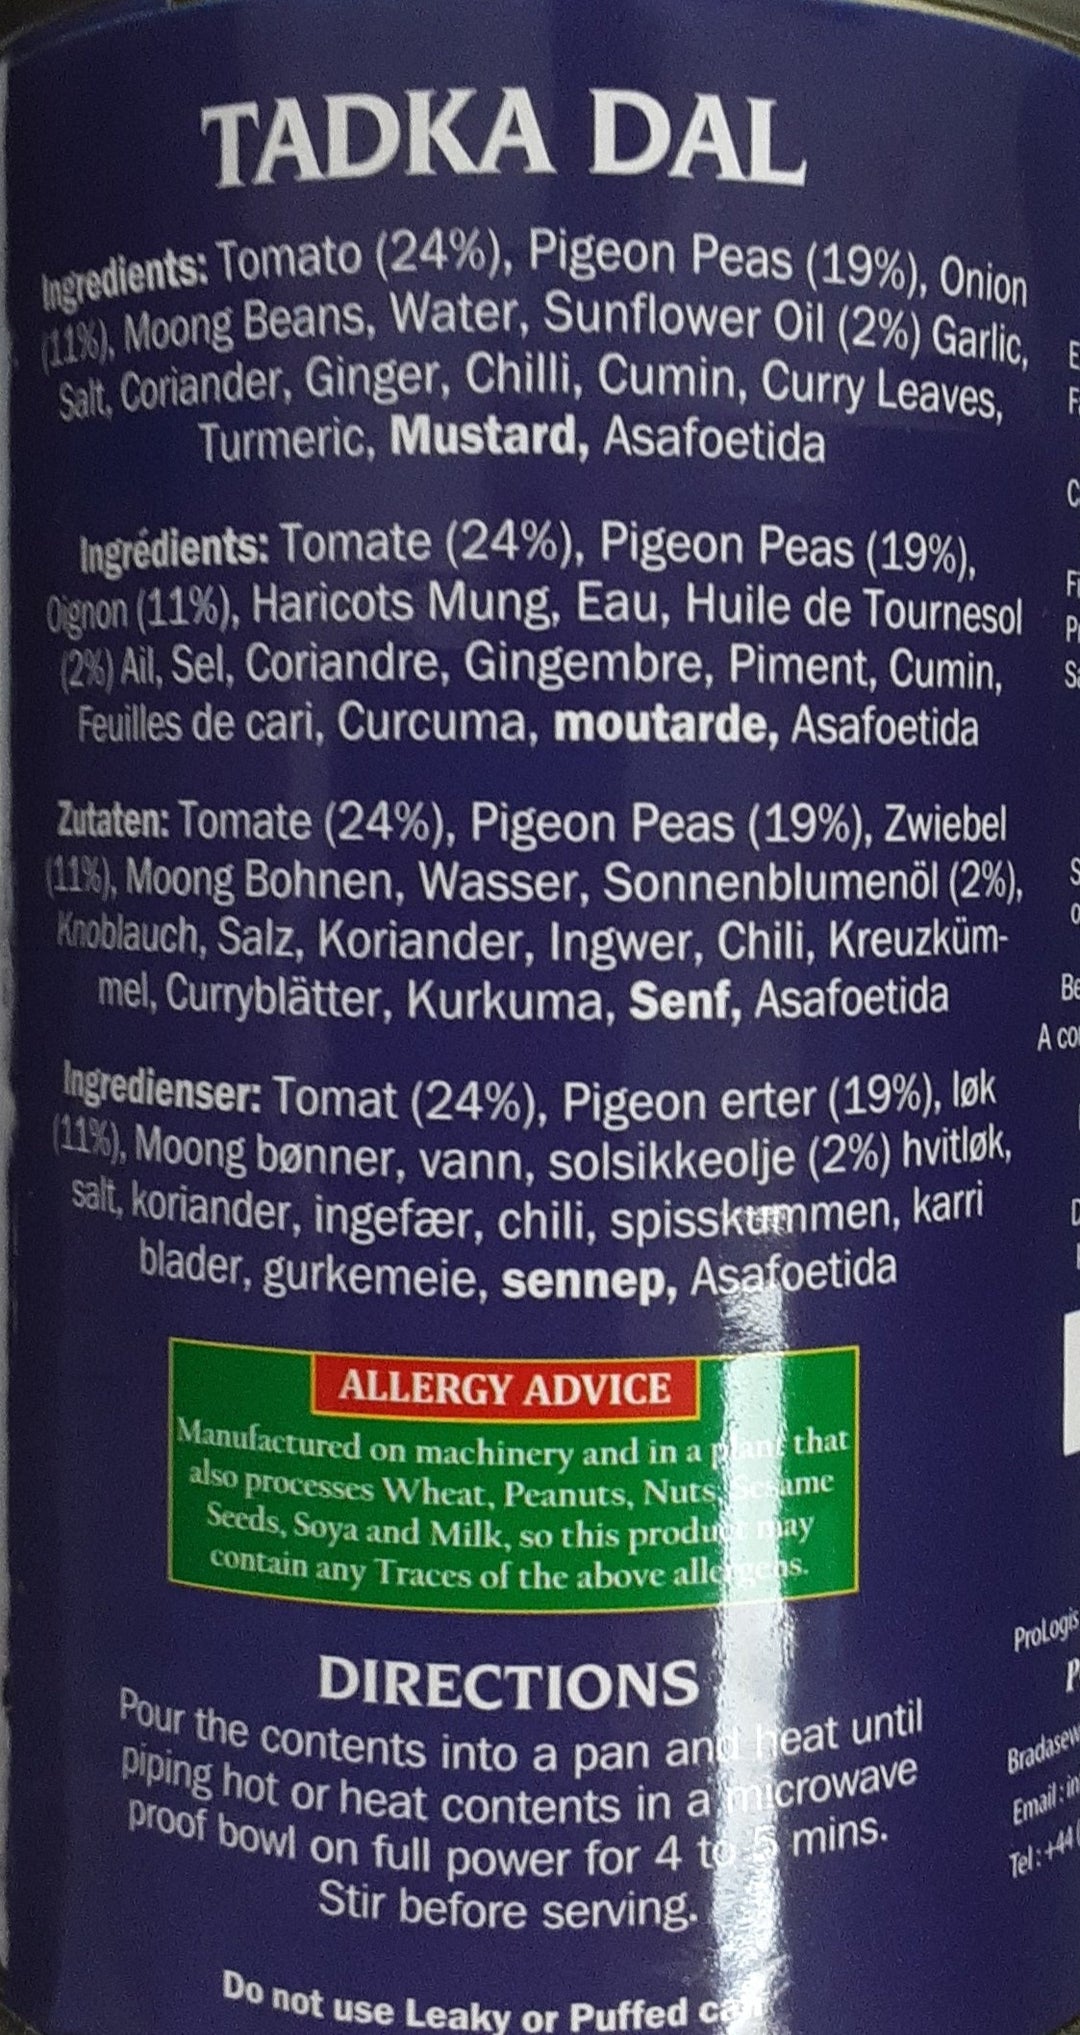 TADKA DAL
Ingredients: Tomato (24%), Pigeon Peas (19%), Onion
(11%), Moong Beans, Water, Sunflower Oil (2%) Garlic,
Salt, Coriander, Ginger, Chilli, Cumin, Curry Leaves,
Turmeric, Mustard, Asafoetida
Ingrédients: Tomate (24%), Pigeon Peas (19%),
Oignon (11%), Haricots Mung, Eau, Huile de Tournesol
(2%) Ail, Sel, Coriandre, Gingembre, Piment, Cumin,
Feuilles de cari, Curcuma, moutarde, Asafoetida
Zutaten: Tomate (24%), Pigeon Peas (19%), Zwiebel
(11%), Moong Bohnen, Wasser, Sonnenblumenöl (2%),
Knoblauch, Salz, Koriander, Ingwer, Chili, Kreuzküm-
mel, Curryblätter, Kurkuma, Senf, Asafoetida
Ingredienser: Tomat (24%), Pigeon erter (19%), løk
(11%), Moong bønner, vann, solsikkeolje (2%) hvitløk,
salt, koriander, ingefær, chili, spisskummen, karri
blader, gurkemeie, sennep, Asafoetida
ALLERGY ADVICE
Manufactured on machinery and in a plant that
also processes Wheat, Peanuts, Nuts, Sesame
Seeds, Soya and Milk, so this product may
contain any Traces of the above allergens.
DIRECTIONS
Pour the contents into a pan and heat until
piping hot or heat contents in a microwave
proof bowl on full power for 4 to 5 mins.
Stir before serving.
Do not use Leaky or Puffed can
A
ProLogis
Email:
Tel: +44